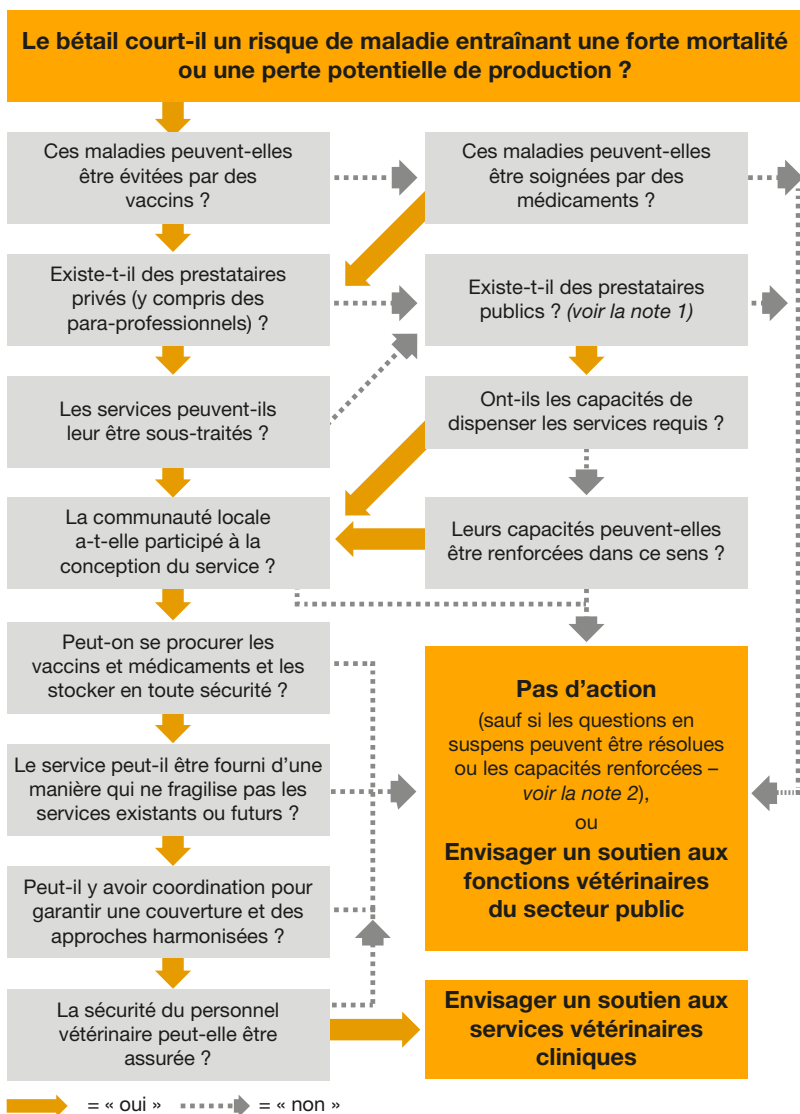 Le bétail court-il un risque de maladie entraînant une forte mortalité
ou une perte potentielle de production ?
Ces maladies peuvent-elles
être évitées par des
vaccins ?
Ces maladies peuvent-elles
être soignées par des
médicaments ?
Existe-t-il des prestataires
privés (y compris des
para-professionnels) ?
Existe-t-il des prestataires
publics ? (voir la note 1)
Les services peuvent-ils
leur être sous-traités ?
Ont-ils les capacités de
dispenser les services requis ?
La communauté locale
a-t-elle participé à la
conception du service ?
Leurs capacités peuvent-elles
être renforcées dans ce sens ?
Peut-on se procurer les
vaccins et médicaments et les
stocker en toute sécurité ?
Le service peut-il être fourni d'une
manière qui ne fragilise pas les
services existants ou futurs ?
Peut-il y avoir coordination pour
garantir une couverture et des
approches harmonisées ?
La sécurité du personnel
vétérinaire peut-elle être
assurée ?
Pas d'action
(sauf si les questions en
suspens peuvent être résolues
ou les capacités renforcées –
voir la note 2),
ou
Envisager un soutien aux
fonctions vétérinaires
du secteur public
Envisager un soutien aux
services vétérinaires
cliniques
= « oui »
= « non »